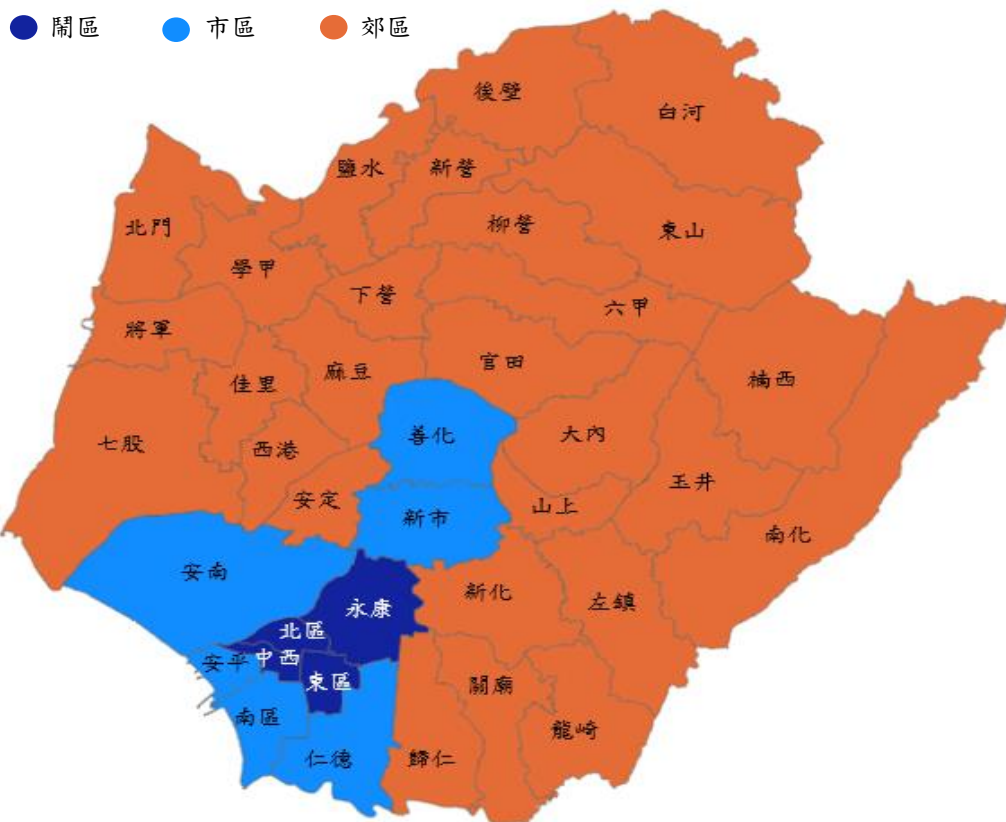 鬧區 市區 郊區
後壁
白河
鹽水
新營
北門
柳營
東山
學甲
下營
六甲
將軍
官田
麻豆
佳里
楠西
善化
大內
七股
西港
玉井
安定
山上
新市
南化
安南
新化
左鎮
永康
北區
安平
中西
東區
關廟
南區
龍崎
仁德
歸仁